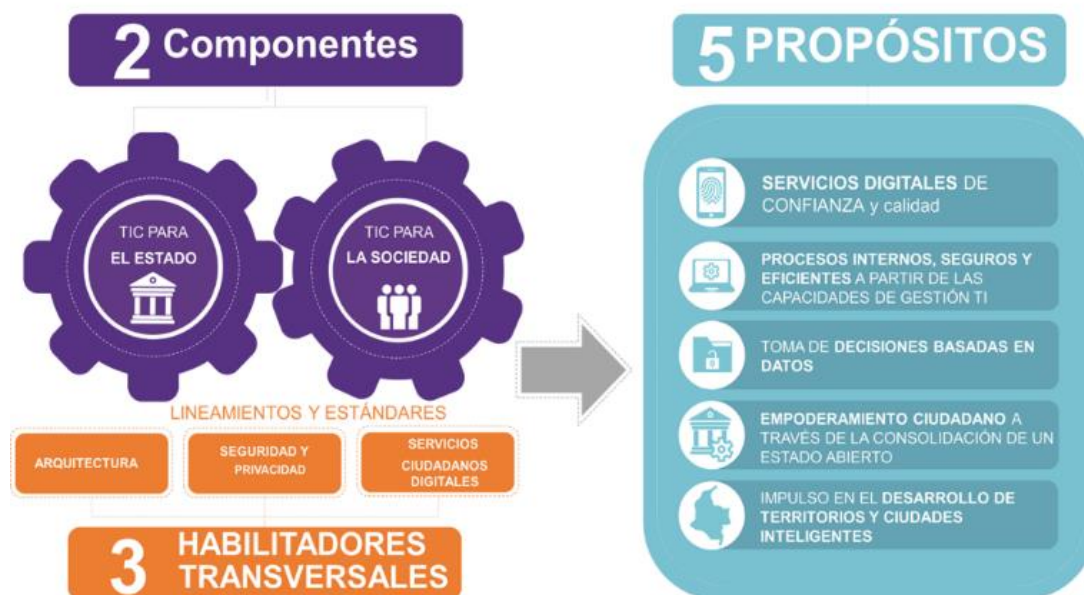 2 Componentes
TIC PARA
EL ESTADO
TIC PARA
LA SOCIEDAD
LINEAMIENTOS Y ESTÁNDARES
ARQUITECTURA
SEGURIDAD Y
PRIVACIDAD
SERVICIOS
CIUDADANOS
DIGITALES
3 HABILITADORES
TRANSVERSALES
5 PROPÓSITOS
SERVICIOS DIGITALES DE
CONFIANZA y calidad
PROCESOS INTERNOS, SEGUROS Y
EFICIENTES A PARTIR DE LAS
CAPACIDADES DE GESTIÓN TI
TOMA DE DECISIONES BASADAS EN
DATOS
EMPODERAMIENTO CIUDADANO A
TRAVÉS DE LA CONSOLIDACIÓN DE UN
ESTADO ABIERTO
IMPULSO EN EL DESARROLLO DE
TERRITORIOS Y CIUDADES
INTELIGENTES